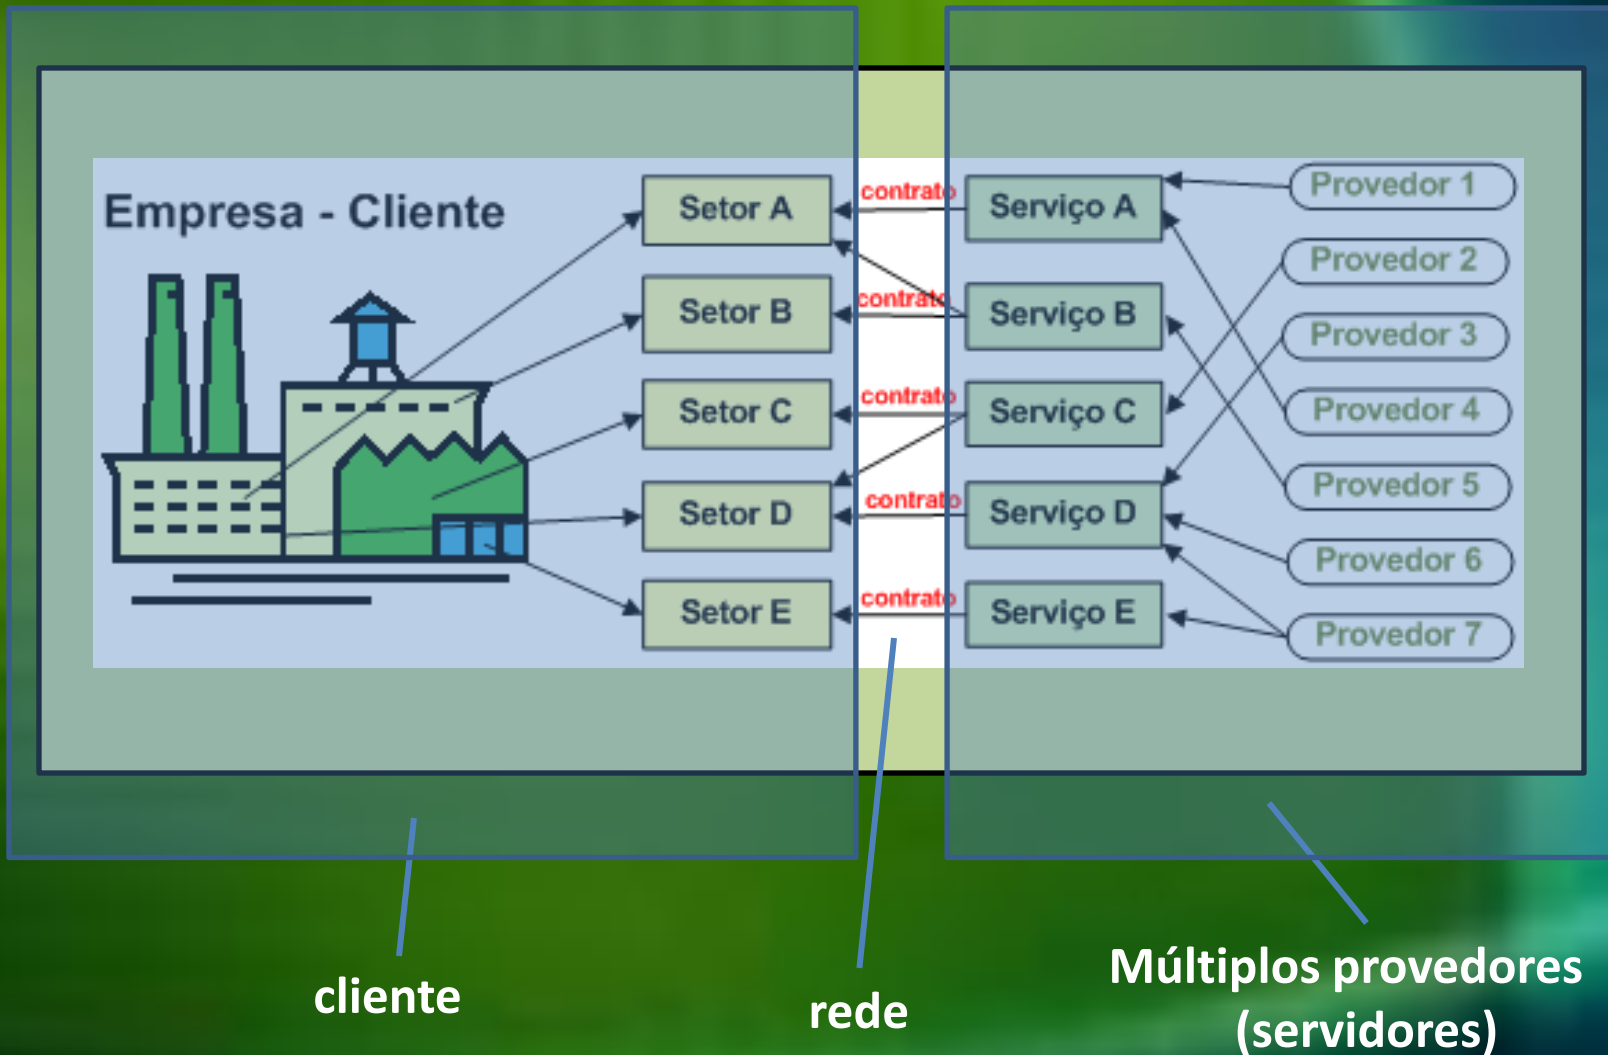 Empresa - Cliente
Setor A
contrato
Serviço A
Provedor 1
Setor B
contrato
Serviço B
Provedor 2
Provedor 3
Setor C
contrato
Serviço C
Provedor 4
Setor D
contrato
Serviço D
Provedor 5
Provedor 6
Setor E
contrato
Serviço E
Provedor 7
cliente
rede
Múltiplos provedores
(servidores)